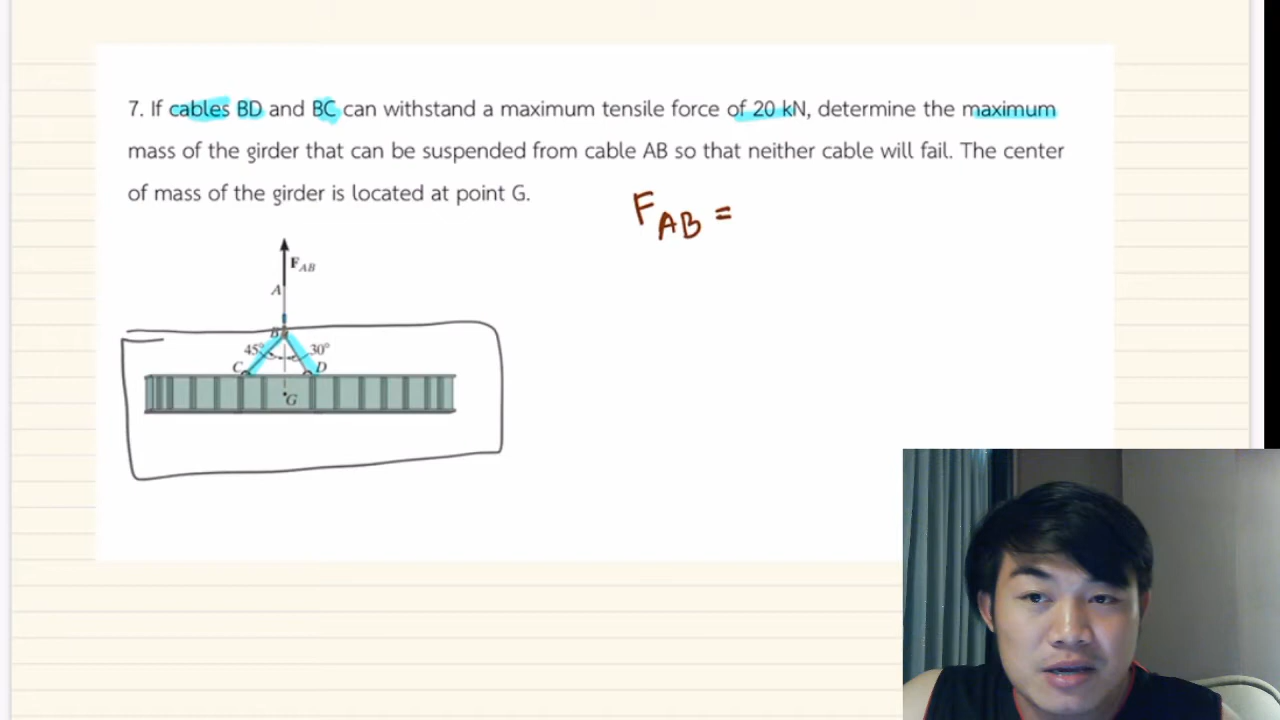 7. If cables BD and BC can withstand a maximum tensile force of 20 kN, determine the maximum
mass of the girder that can be suspended from cable AB so that neither cable will fail. The center
of mass of the girder is located at point G.
F AB =
F AB
A
B
45° 30°
C D
G